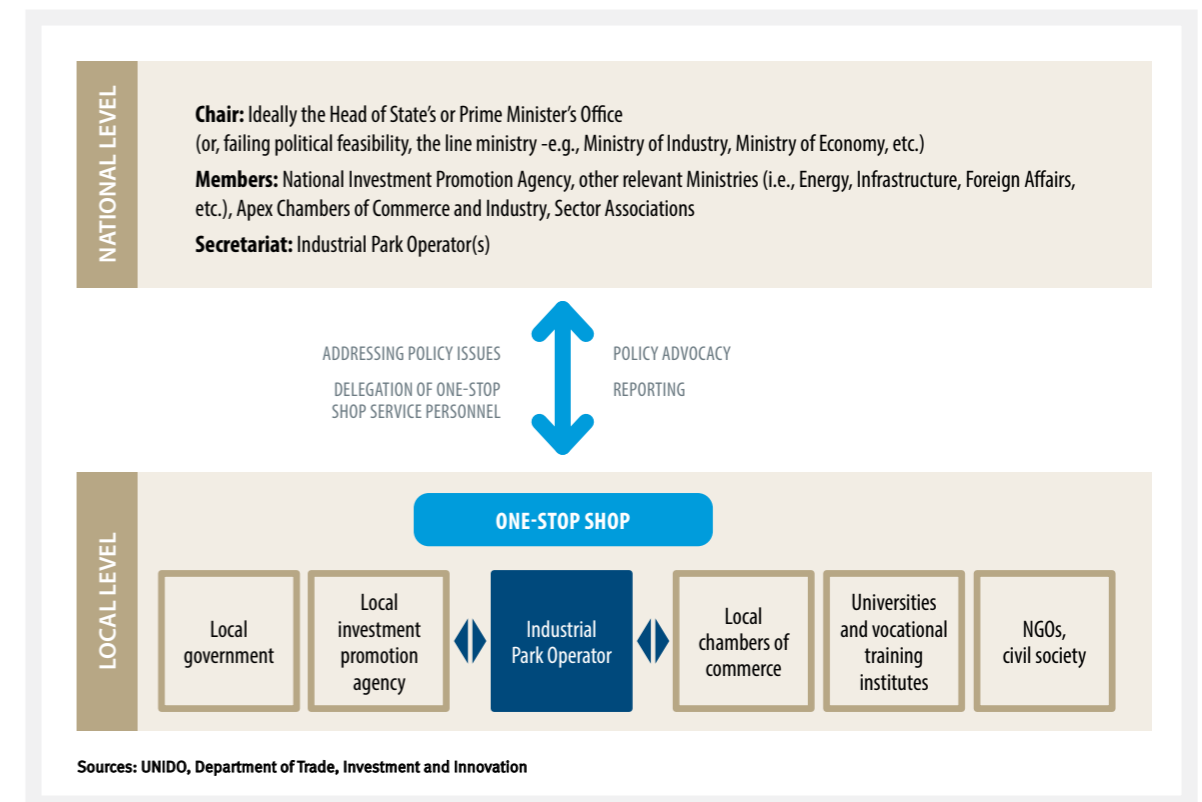 NATIONAL LEVEL
Chair: Ideally the Head of State's or Prime Minister's Office
(or, failing political feasibility, the line ministry -e.g., Ministry of Industry, Ministry of Economy, etc.)
Members: National Investment Promotion Agency, other relevant Ministries (i.e., Energy, Infrastructure, Foreign Affairs,
etc.), Apex Chambers of Commerce and Industry, Sector Associations
Secretariat: Industrial Park Operator(s)
ADDRESSING POLICY ISSUES
DELEGATION OF ONE-STOP
SHOP SERVICE PERSONNEL
POLICY ADVOCACY
REPORTING
LOCAL LEVEL
ONE-STOP SHOP
Local
government
Local
investment
promotion
agency
Industrial
Park Operator
Local
chambers of
commerce
Universities
and vocational
training
institutes
NGOs,
civil society
Sources: UNIDO, Department of Trade, Investment and Innovation